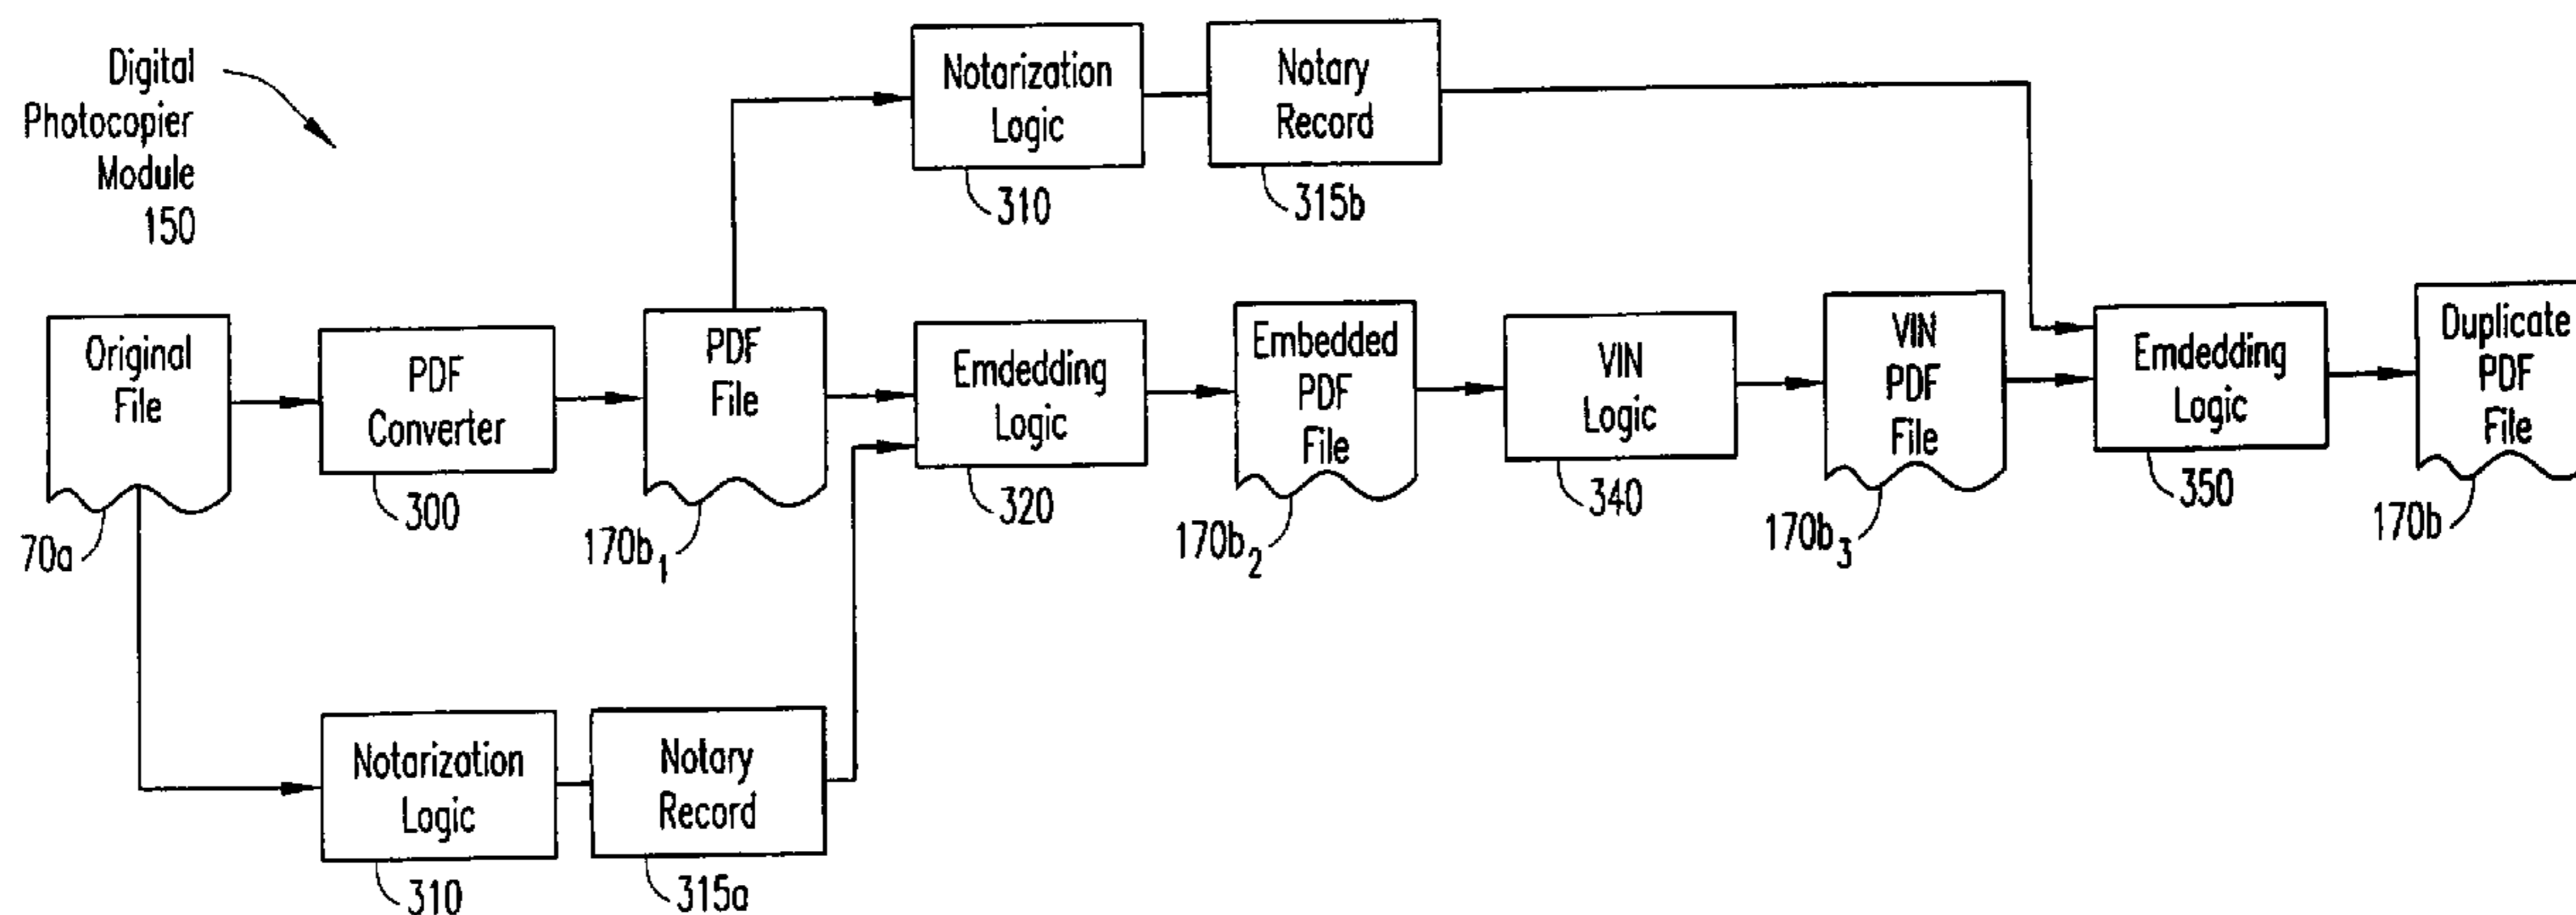 Digital
Photocopier
Module
150
Notarization
Logic
310
Notary
Record
315b
Original
File
70a
PDF
Converter
300
PDF
File
170b1
Emdedding
Logic
320
Embedded
PDF
File
170b2
VIN
Logic
340
VIN
PDF
File
170b3
Emdedding
Logic
350
Duplicate
PDF
File
170b
Notarization
Logic
310
Notary
Record
315a